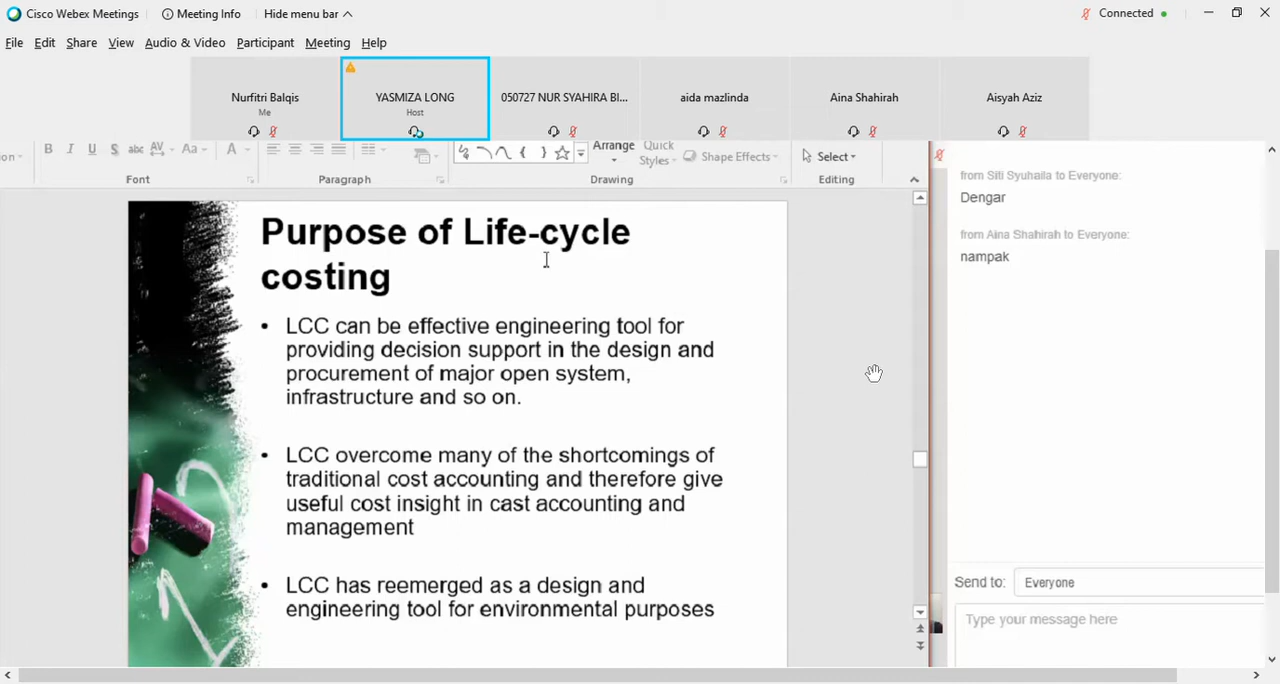 Cisco Webex Meetings Meeting Info Hide menu bar Connected
File Edit Share View Audio & Video Participant Meeting Help
Nurfitri Balqis
Me
YASMIZA LONG
Host
050727 NUR SYAHIRA BI...
aida mazlinda
Aina Shahirah
Aisyah Aziz
on B I U S abc AV Aa A
Arrange Quick Styles Shape Effects Select
Font Paragraph Drawing Editing
Purpose of Life-cycle
costing
• LCC can be effective engineering tool for
providing decision support in the design and
procurement of major open system,
infrastructure and so on.
• LCC overcome many of the shortcomings of
traditional cost accounting and therefore give
useful cost insight in cast accounting and
management
• LCC has reemerged as a design and
engineering tool for environmental purposes
from Siti Syuhaila to Everyone:
Dengar
from Aina Shahirah to Everyone:
nampak
Send to: Everyone
Type your message here